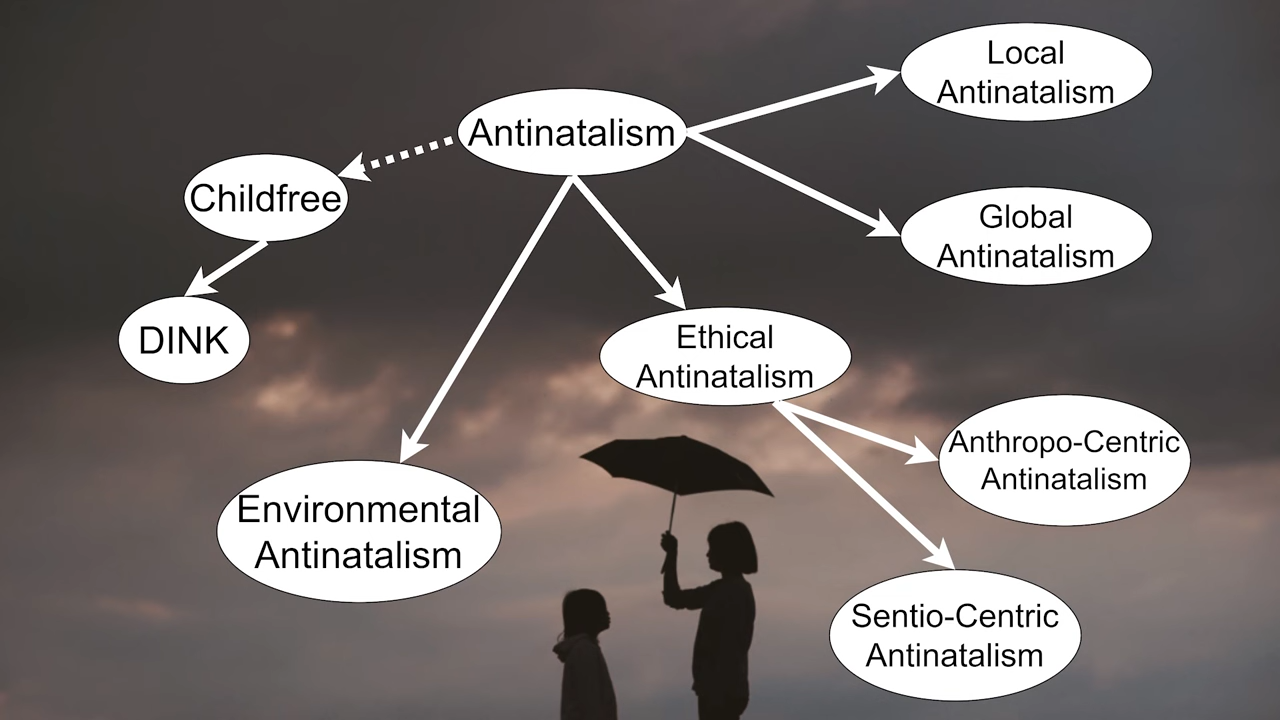 Local
Antinatalism
Antinatalism
Childfree
Global
Antinatalism
DINK
Ethical
Antinatalism
Anthropo-Centric
Antinatalism
Environmental
Antinatalism
Sentio-Centric
Antinatalism